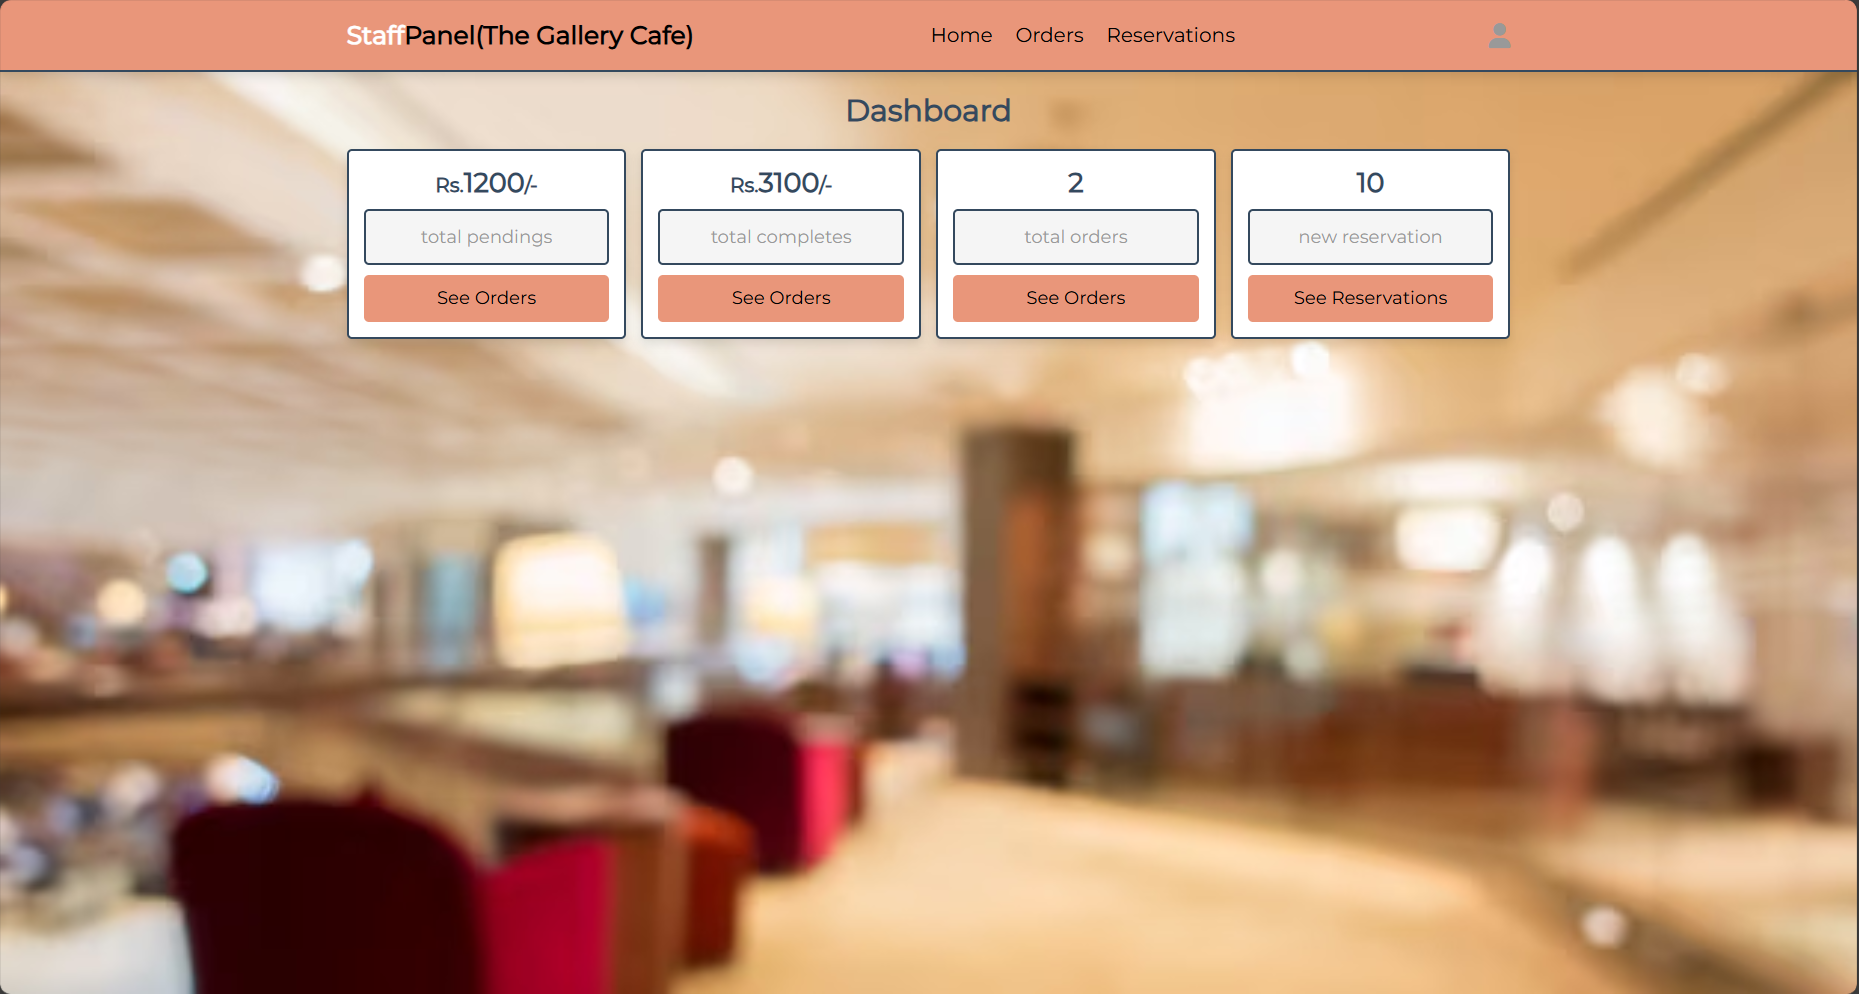 StaffPanel(The Gallery Cafe)
Home Orders Reservations
Dashboard
Rs.1200/-
total pendings
See Orders
Rs.3100/-
total completes
See Orders
2
total orders
See Orders
10
new reservation
See Reservations